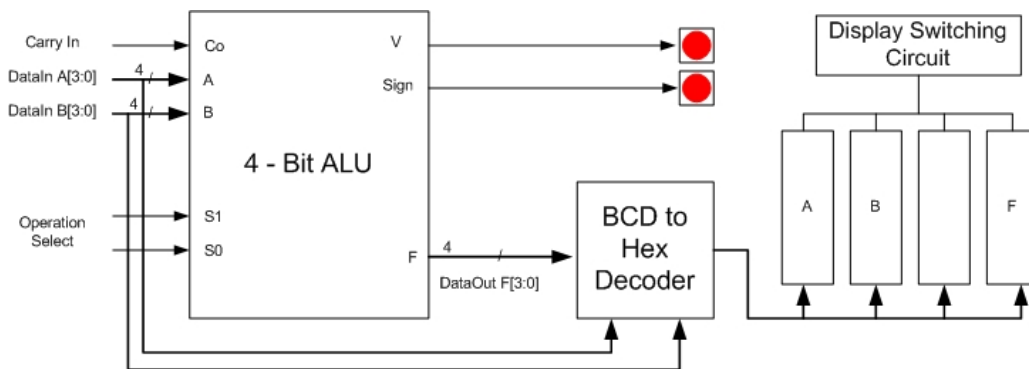 Carry In
DataIn A[3:0]
DataIn B[3:0]
Operation
Select
4
4
Co
A
B
S1
S0
4 - Bit ALU
V
Sign
F
4
DataOut F[3:0]
BCD to
Hex
Decoder
Display Switching
Circuit
A
B
F